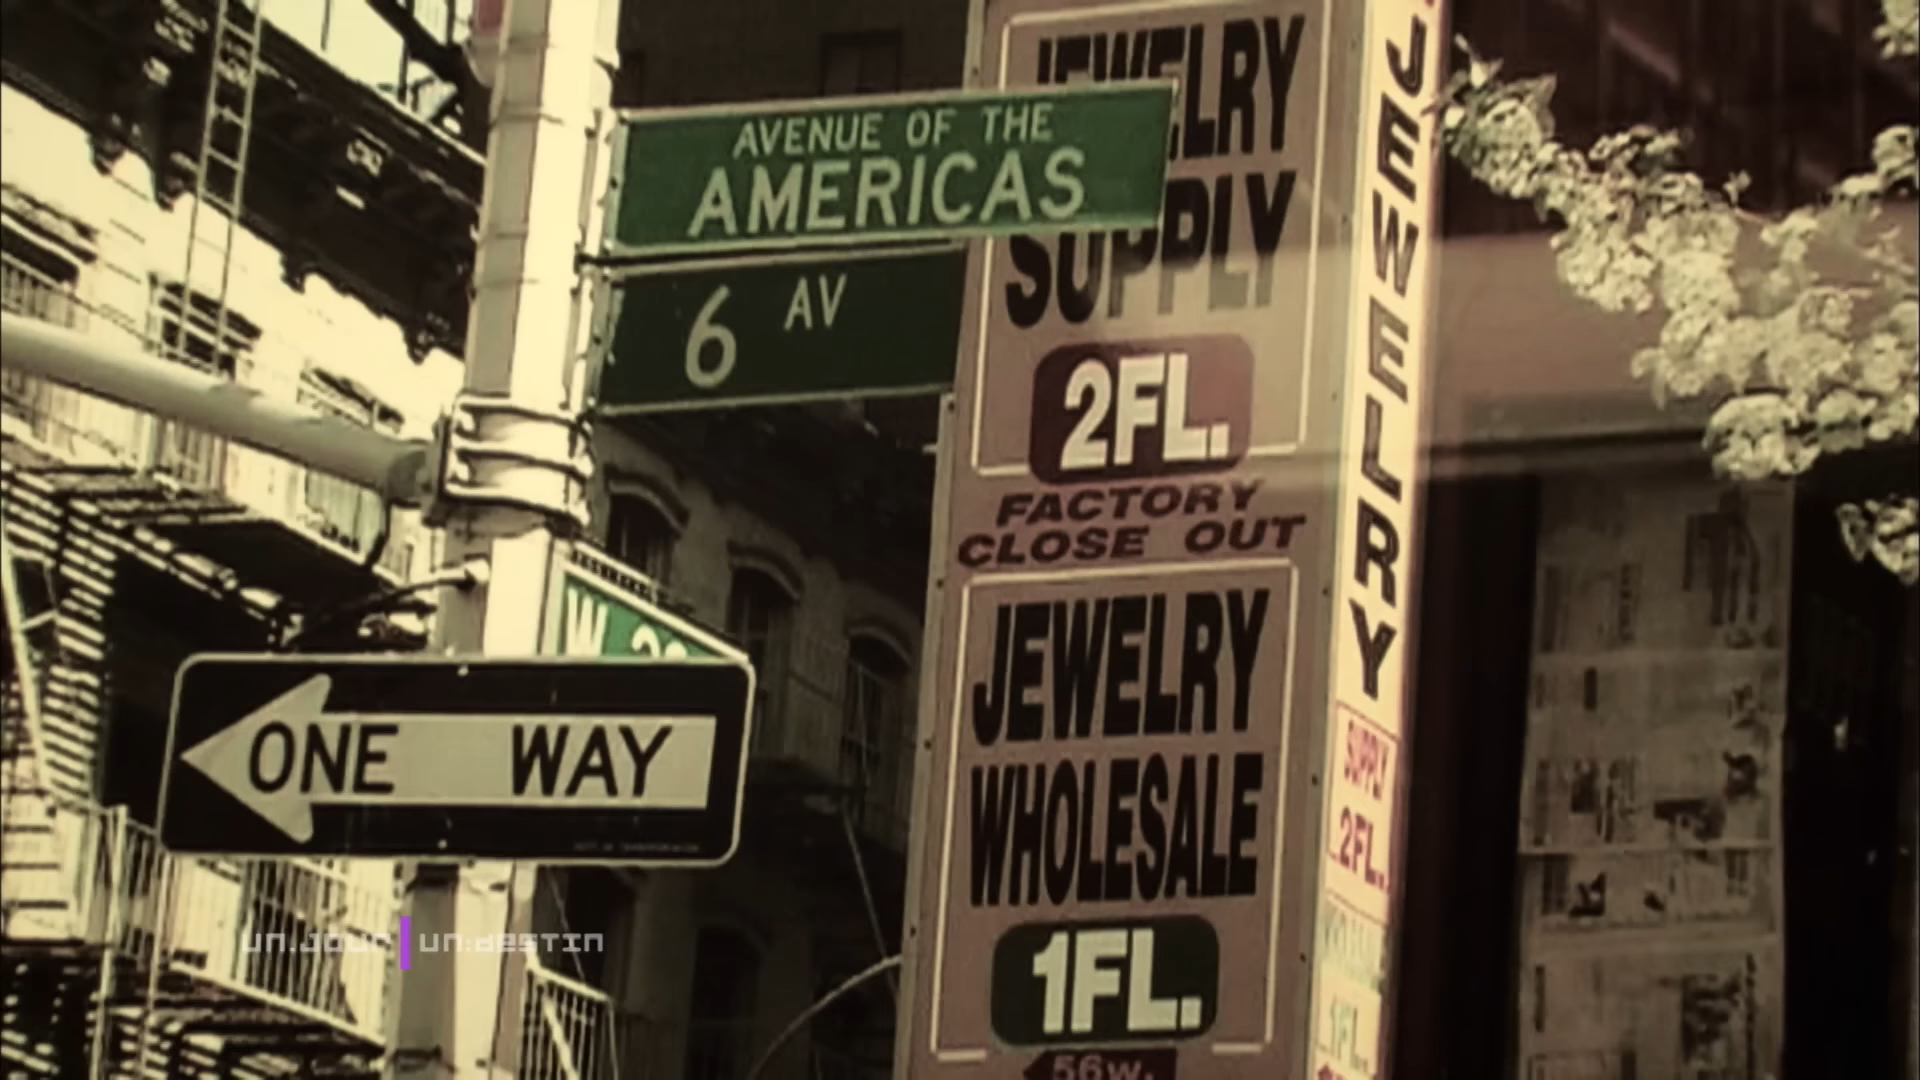 AVENUE OF THE
AMERICAS
6 AV
W
ONE WAY
JEWELRY
SUPPLY
2FL.
FACTORY
CLOSE OUT
JEWELRY
WHOLESALE
1FL.
56w.
JEWELRY
SUPPLY
2FL.
1FL.
un.jour un:destin